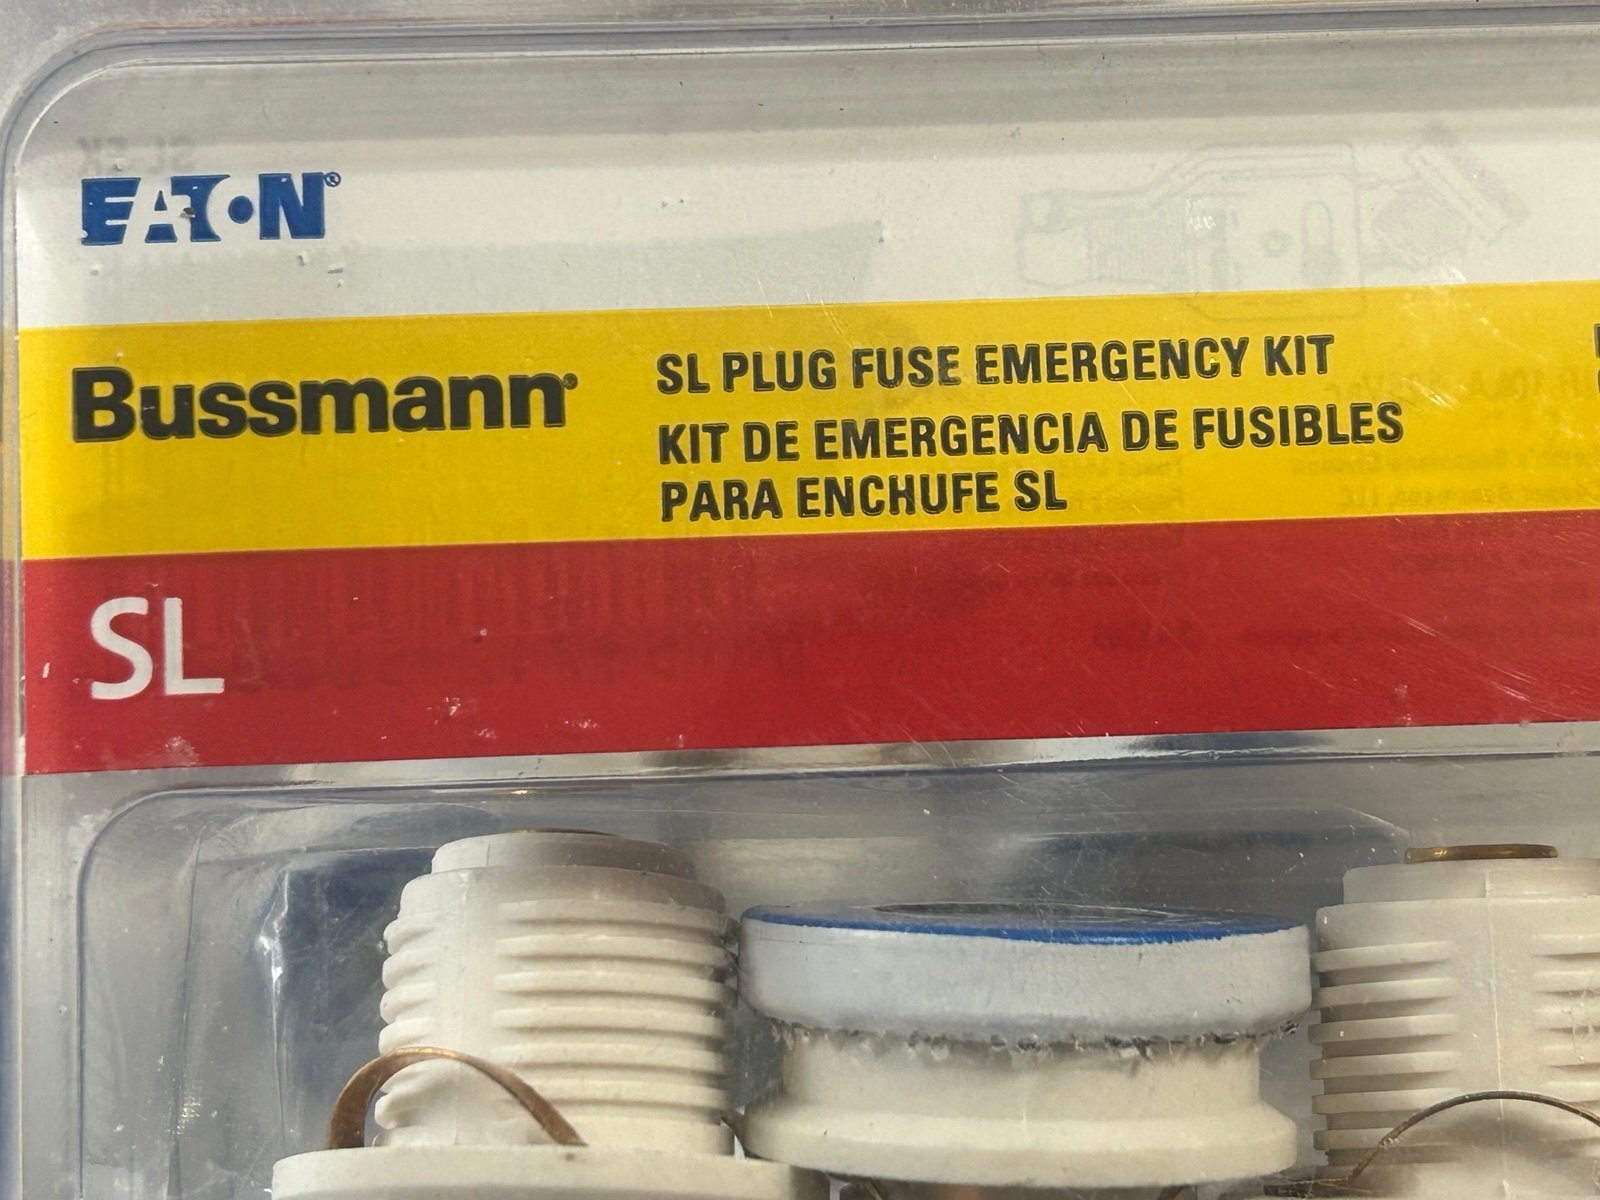 EATON®
Bussmann®
SL PLUG FUSE EMERGENCY KIT
KIT DE EMERGENCIA DE FUSIBLES
PARA ENCHUFE SL
SL